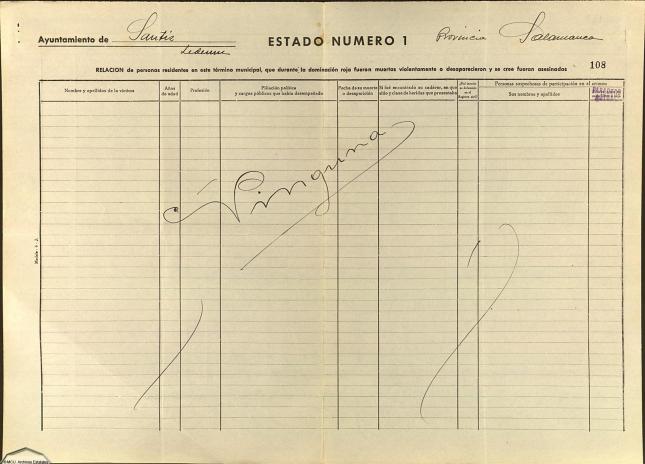 Ayuntamiento de Santiz
Ledesma
ESTADO NUMERO 1
Provincia Salamanca
108
RELACION de personas residentes en este término municipal, que durante la dominación roja fueron muertas violentamente o desaparecieron y se cree fueron asesinadas
Nombre y apellidos de la víctima
Años de edad
Profesión
Filiación política
y cargos públicos que había desempeñado
Fecha de su muerte
o desaparición
Si fué encontrado su cadáver, en qué
sitio y clase de heridas que presentaba
Personas sospechosas de participación en el crimen
Sus nombres y apellidos
Ninguna